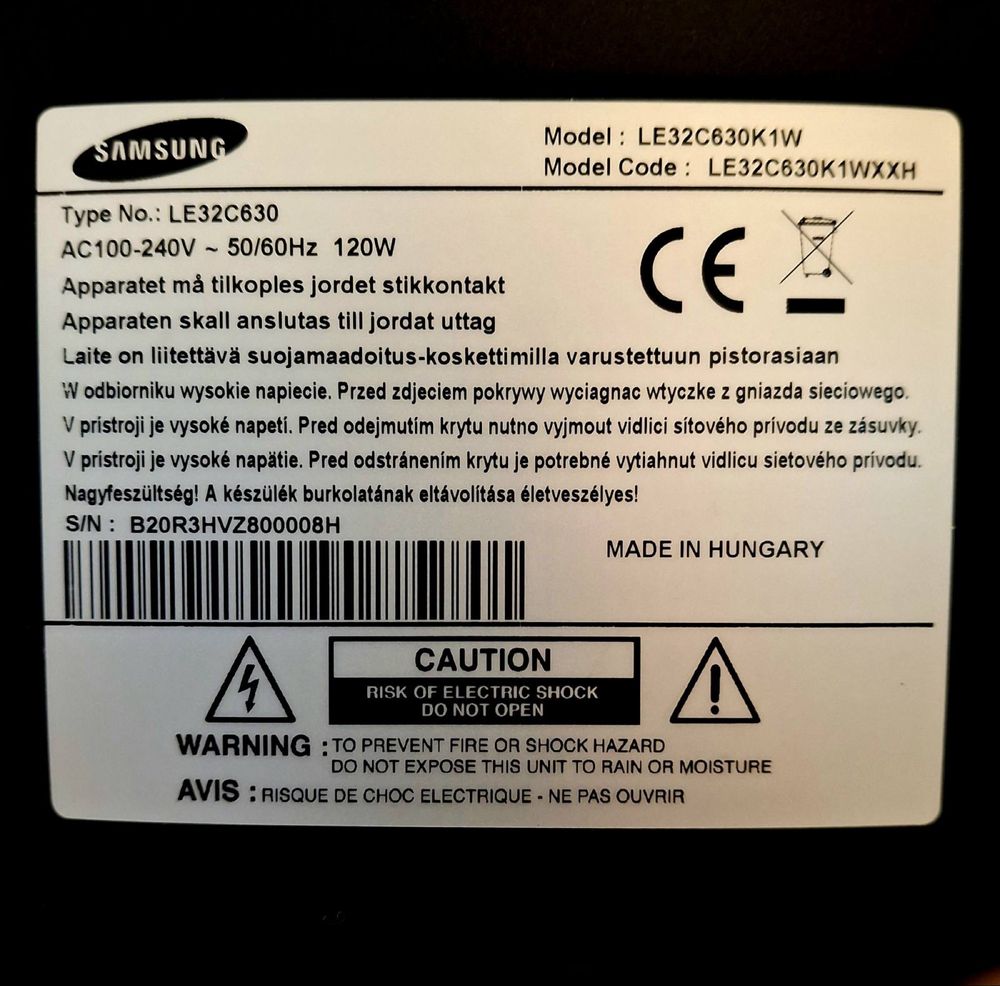 SAMSUNG
Model : LE32C630K1W
Model Code : LE32C630K1WXXH
Type No.: LE32C630
AC100-240V ~ 50/60Hz 120W
Apparatet må tilkoples jordet stikkontakt
Apparaten skall anslutas till jordat uttag
Laite on liitettävä suojamaadoitus-koskettimilla varustettuun pistorasiaan
W odbiorniku wysokie napiecie. Przed zdjeciem pokrywy wyciagnac wtyczke z gniazda sieciowego.
V prístroji je vysoké napetí. Pred odejmutím krytu nutno vyjmout vidlici sítového prívodu ze zásuvky.
V prístroji je vysoké napätie. Pred odstránením krytu je potrebné vytiahnut vidlicu sietového prívodu.
Nagyfeszültség! A készülék burkolatának eltávolítása életveszélyes!
S/N : B20R3HVZ800008H
MADE IN HUNGARY
CAUTION
RISK OF ELECTRIC SHOCK
DO NOT OPEN
WARNING : TO PREVENT FIRE OR SHOCK HAZARD
DO NOT EXPOSE THIS UNIT TO RAIN OR MOISTURE
AVIS : RISQUE DE CHOC ELECTRIQUE - NE PAS OUVRIR